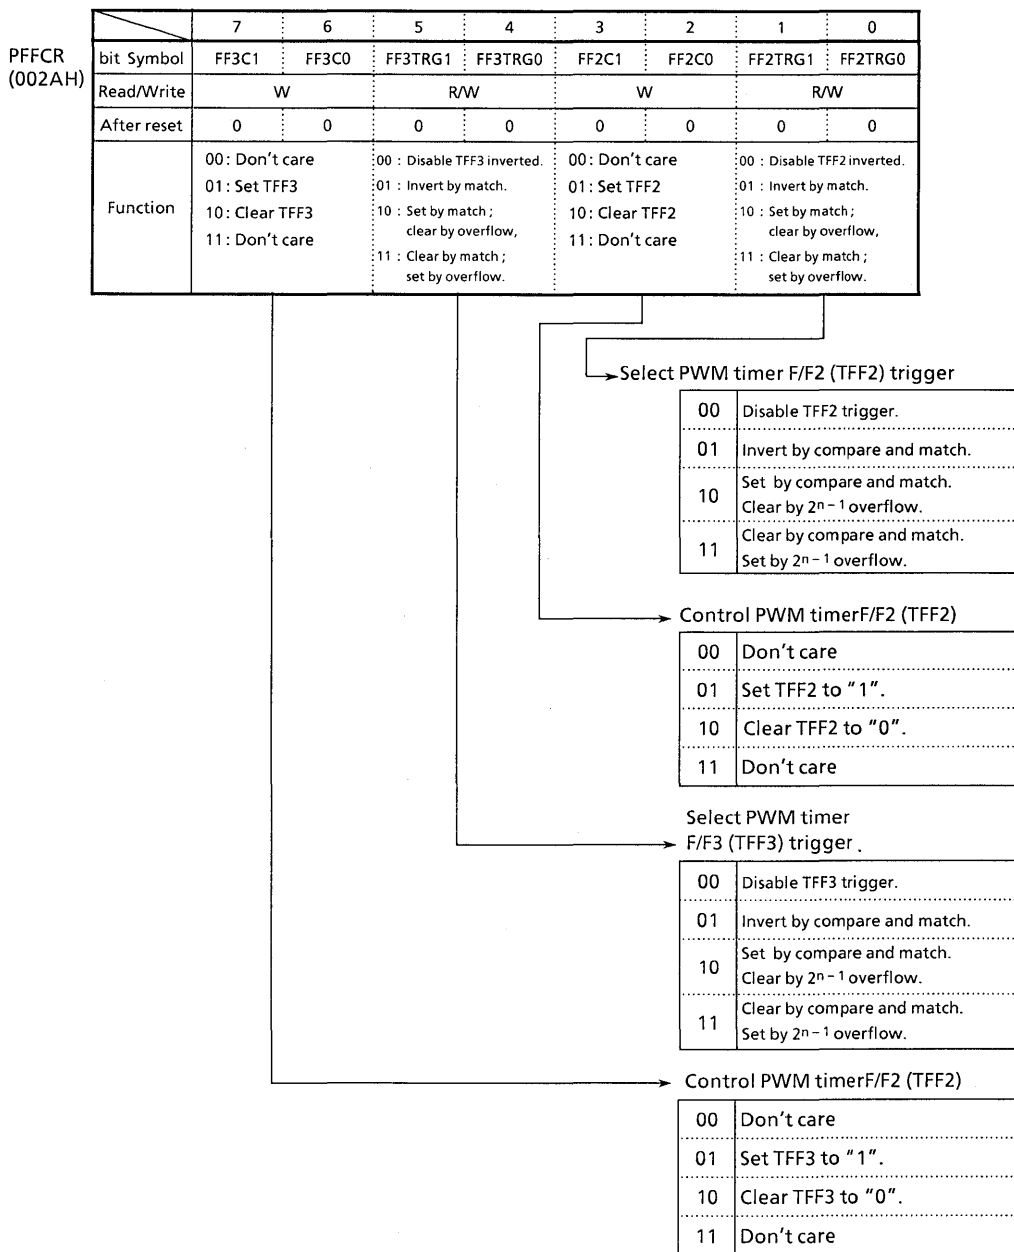 7 6 5 4 3 2 1 0
PFFCR
(002AH)
bit Symbol FF3C1 FF3C0 FF3TRG1 FF3TRG0 FF2C1 FF2C0 FF2TRG1 FF2TRG0
Read/Write W R/W W R/W
After reset 0 0 0 0 0 0 0 0
Function
00: Don't care
01: Set TFF3
10: Clear TFF3
11: Don't care
00 : Disable TFF3 inverted.
01 : Invert by match.
10 : Set by match ;
clear by overflow,
11 : Clear by match ;
set by overflow.
00: Don't care
01: Set TFF2
10: Clear TFF2
11: Don't care
00 : Disable TFF2 inverted.
01 : Invert by match.
10 : Set by match ;
clear by overflow,
11 : Clear by match ;
set by overflow.
Select PWM timer F/F2 (TFF2) trigger
00 Disable TFF2 trigger.
01 Invert by compare and match.
10 Set by compare and match.
Clear by 2ⁿ⁻¹ overflow.
11 Clear by compare and match.
Set by 2ⁿ⁻¹ overflow.
Control PWM timerF/F2 (TFF2)
00 Don't care
01 Set TFF2 to "1".
10 Clear TFF2 to "0".
11 Don't care
Select PWM timer
F/F3 (TFF3) trigger .
00 Disable TFF3 trigger.
01 Invert by compare and match.
10 Set by compare and match.
Clear by 2ⁿ⁻¹ overflow.
11 Clear by compare and match.
Set by 2ⁿ⁻¹ overflow.
Control PWM timerF/F2 (TFF2)
00 Don't care
01 Set TFF3 to "1".
10 Clear TFF3 to "0".
11 Don't care